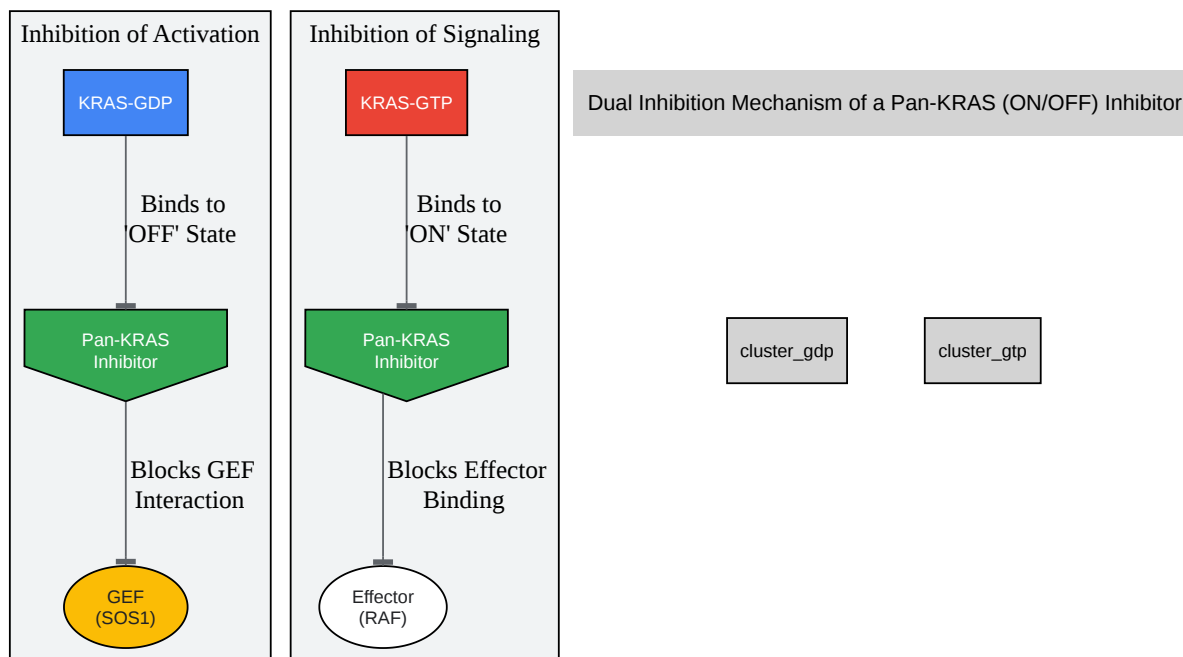 Inhibition of Activation
KRAS-GDP
Binds to
'OFF' State
Pan-KRAS
Inhibitor
Blocks GEF
Interaction
GEF
(SOS1)
Inhibition of Signaling
KRAS-GTP
Binds to
'ON' State
Pan-KRAS
Inhibitor
Blocks Effector
Binding
Effector
(RAF)
Dual Inhibition Mechanism of a Pan-KRAS (ON/OFF) Inhibitor
cluster_gdp
cluster_gtp